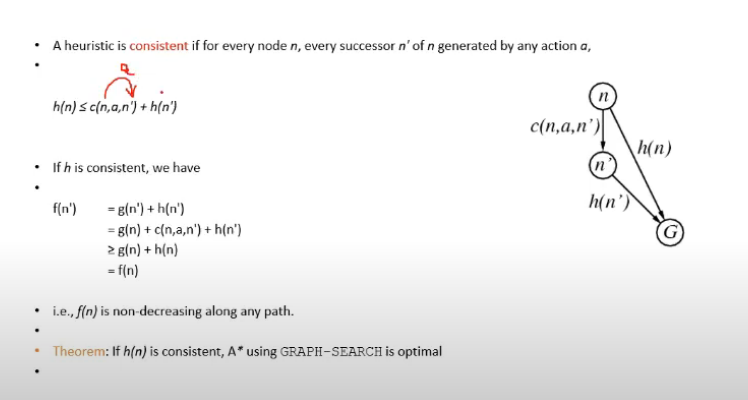 • A heuristic is consistent if for every node n, every successor n' of n generated by any action a,
•
a
h(n) ≤ c(n,a,n') + h(n')
• If h is consistent, we have
•
f(n') = g(n') + h(n')
= g(n) + c(n,a,n') + h(n')
≥ g(n) + h(n)
= f(n)
• i.e., f(n) is non-decreasing along any path.
•
• Theorem: If h(n) is consistent, A* using GRAPH-SEARCH is optimal
•
n
c(n,a,n')
h(n)
n'
h(n')
G